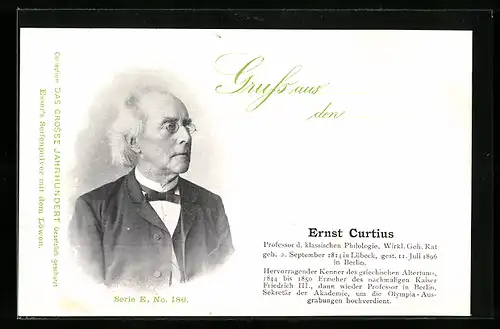 Collection DAS GROSSE JAHRHUNDERT Gesetzlich geschützt
Esser's Seifenpulver mit dem Löwen.
Gruss aus
den
Serie E, No. 186.
Ernst Curtius
Professor d. klassischen Philologie, Wirkl. Geh. Rat
geb. 2. September 1814 in Lübeck, gest. 11. Juli 1896
in Berlin.
Hervorragender Kenner des griechischen Altertums,
1844 bis 1850 Erzieher des nachmaligen Kaiser
Friedrich III., dann wieder Professor in Berlin,
Sekretär der Akademie, um die Olympia-Aus-
grabungen hochverdient.